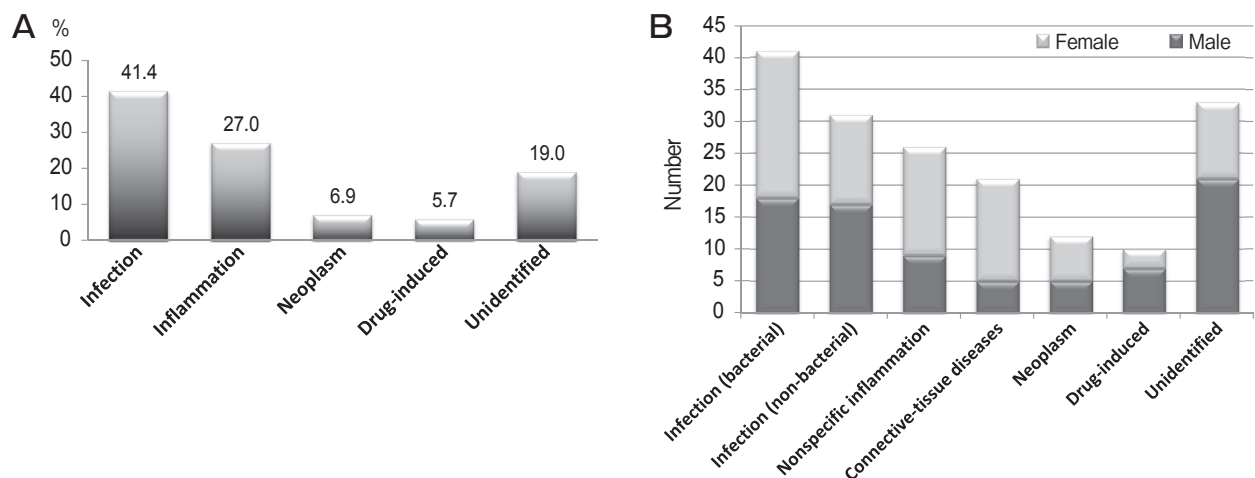 A
%
50
40
30
20
10
0
41.4
27.0
6.9
5.7
19.0
Infection
Inflammation
Neoplasm
Drug-induced
Unidentified
B
Number
45
40
35
30
25
20
15
10
5
0
Female
Male
Infection (bacterial)
Infection (non-bacterial)
Nonspecific inflammation
Connective-tissue diseases
Neoplasm
Drug-induced
Unidentified